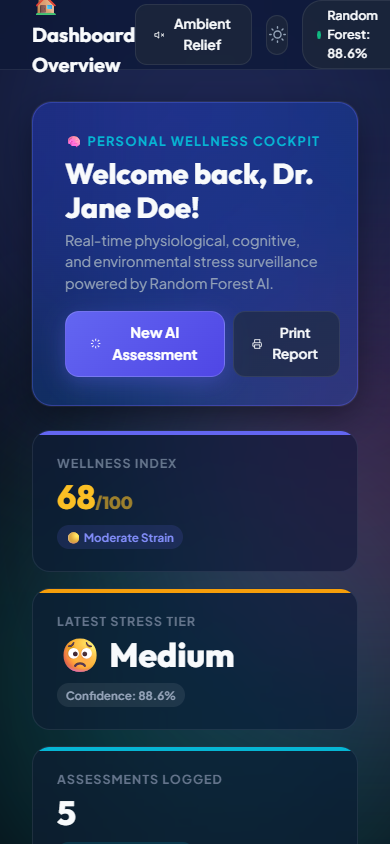 🏠
Dashboard
Overview
Ambient
Relief
Random
Forest:
88.6%
🧠 PERSONAL WELLNESS COCKPIT
Welcome back, Dr.
Jane Doe!
Real-time physiological, cognitive,
and environmental stress surveillance
powered by Random Forest AI.
New AI
Assessment
Print
Report
WELLNESS INDEX
68/100
Moderate Strain
LATEST STRESS TIER
😟 Medium
Confidence: 88.6%
ASSESSMENTS LOGGED
5